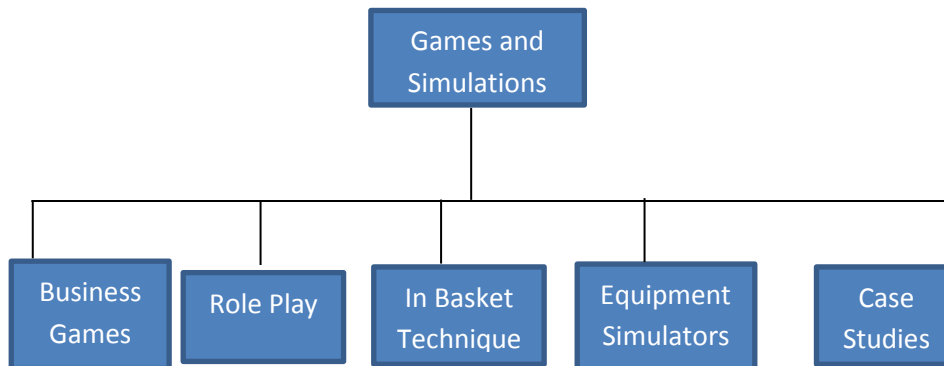 Games and
Simulations
Business
Games
Role Play
In Basket
Technique
Equipment
Simulators
Case
Studies